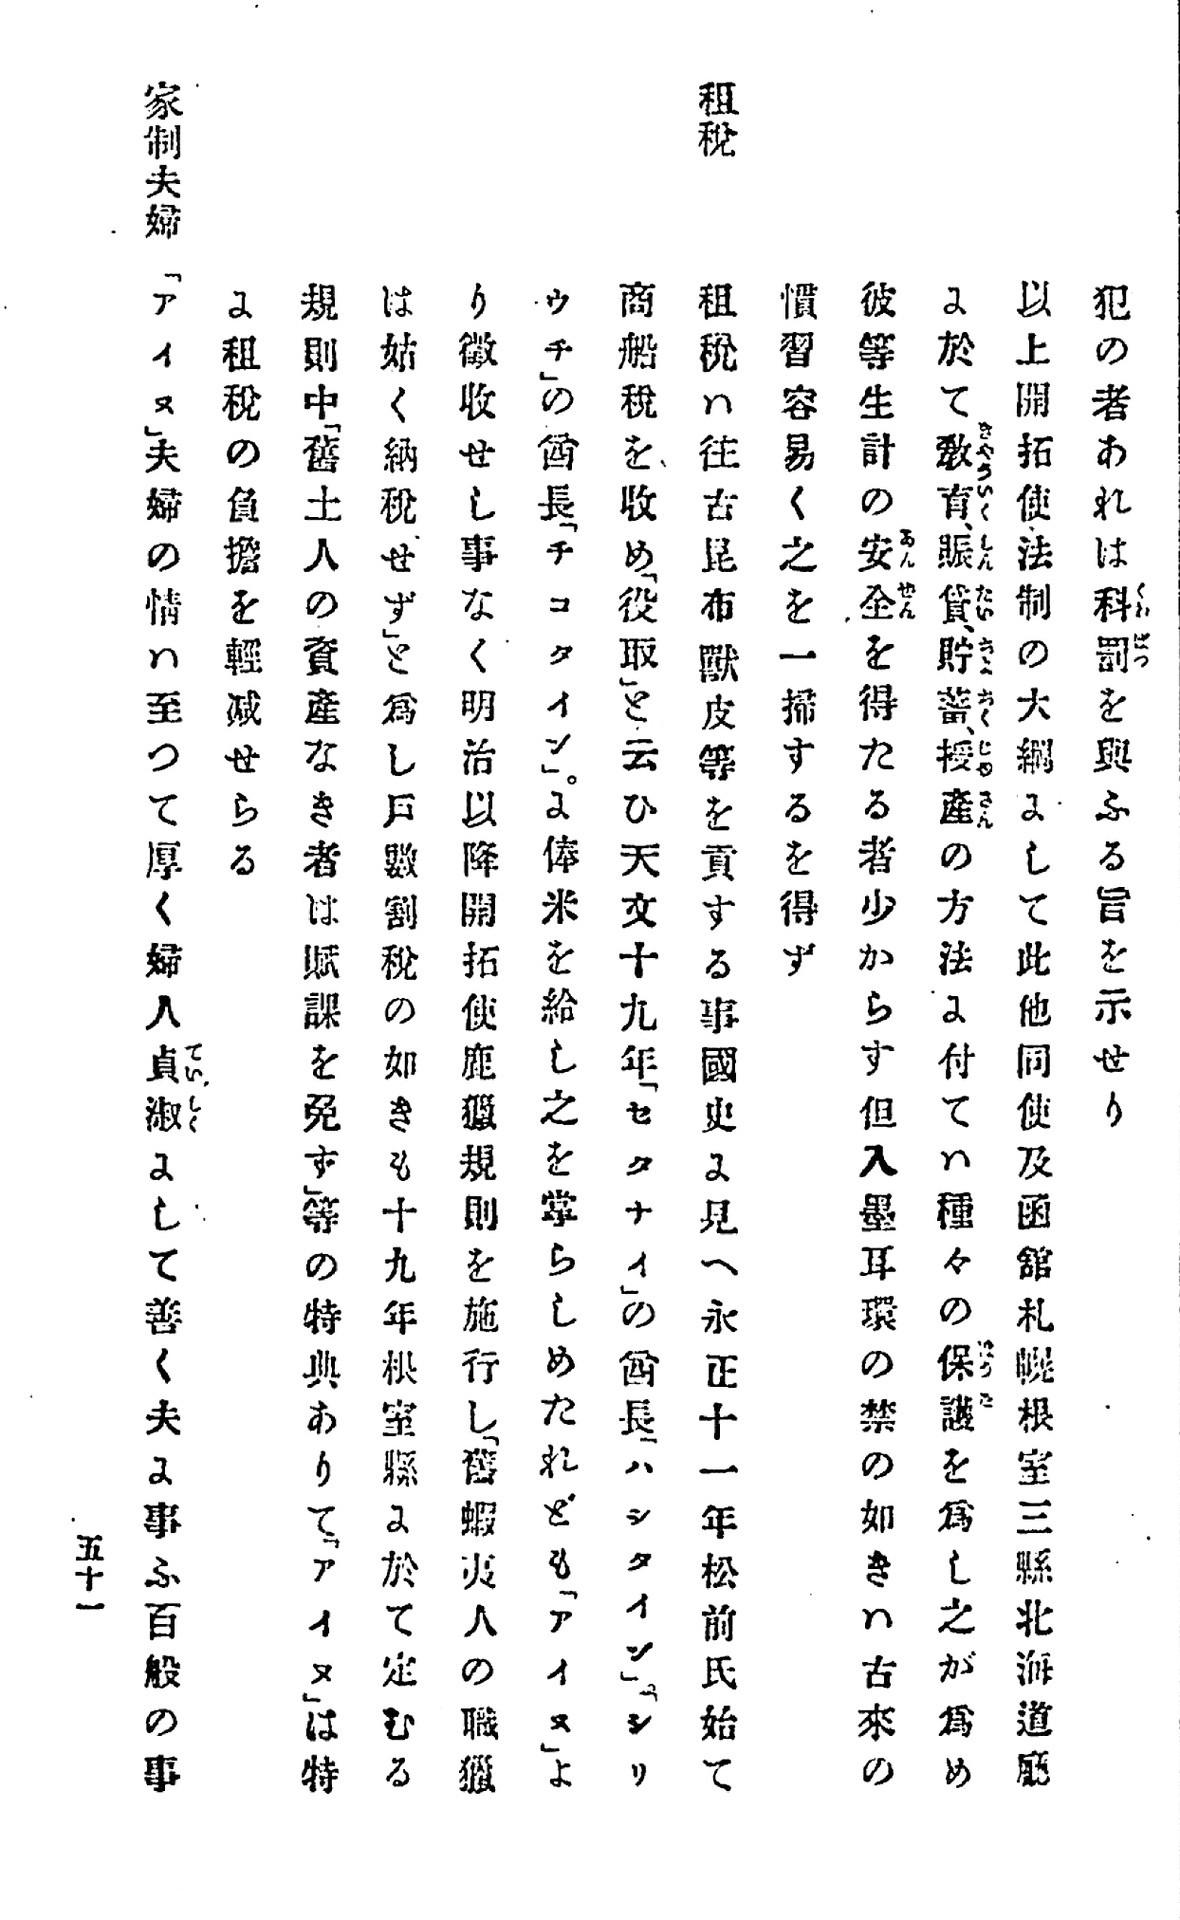 犯の者あれは科罰を與ふる旨を示せり
以上開拓使法制の大綱にして此他同使及函館札幌根室三縣北海道廳
に於て敎育、賑貸、貯蓄、授産の方法に付てハ種々の保護を爲し之が爲め
彼等生計の安全を得たる者少からす但入墨耳環の禁の如きハ古來の
慣習容易く之を一掃するを得ず
租稅
租稅ハ往古昆布獸皮等を貢する事國史に見へ永正十一年松前氏始て
商船稅を收め「役取」と云ひ天文十九年「セタナイ」の酋長「ハシタイン」。「シリ
ウチ」の酋長「チコタイン」。に俸米を給し之を掌らしめたれども「アイヌ」よ
り徵收せし事なく明治以降開拓使鹿獵規則を施行し「舊蝦夷人の職獵
は姑く納稅せず」と爲し戸數割稅の如きも十九年根室縣に於て定むる
規則中「舊土人の資産なき者は賦課を免す」等の特典ありて「アイヌ」は特
に租稅の負擔を輕減せらる
家制夫婦
「アイヌ」夫婦の情ハ至つて厚く婦人貞淑にして善く夫に事ふ百般の事
五十一